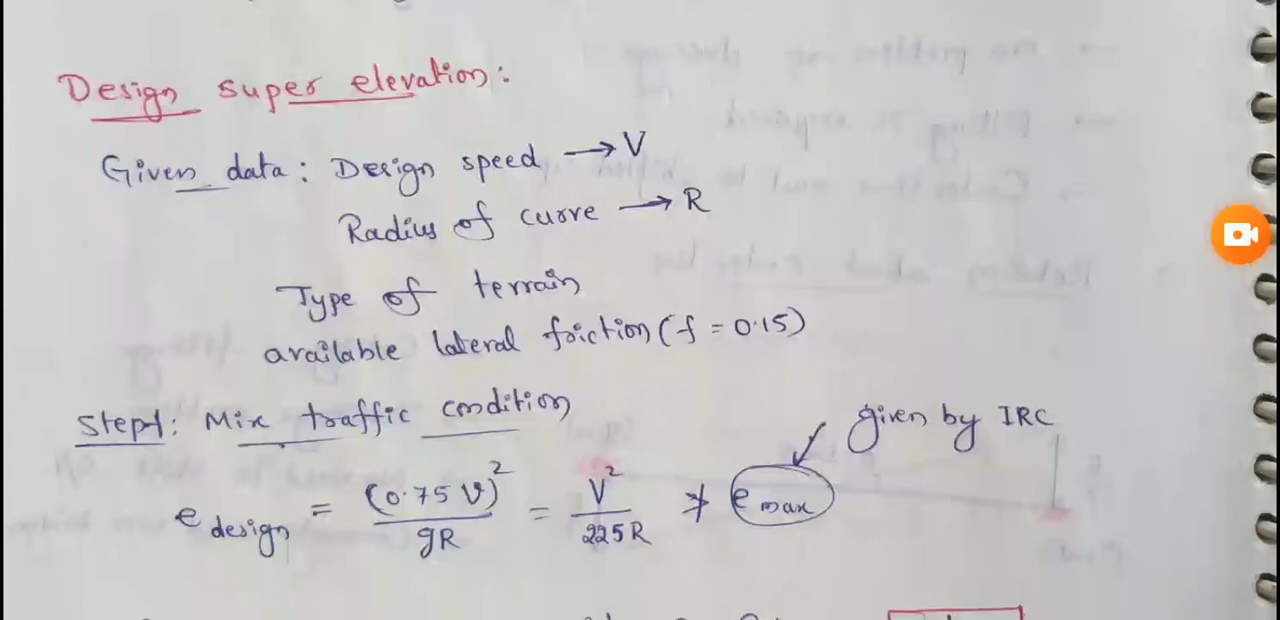 Design super elevation:
Given data: Design speed → V
Radius of curve → R
Type of terrain
available lateral friction (f = 0.15)
Step1: Mix traffic condition
given by IRC
e design = (0.75 V)² / gR = V² / 225R ≯ e max